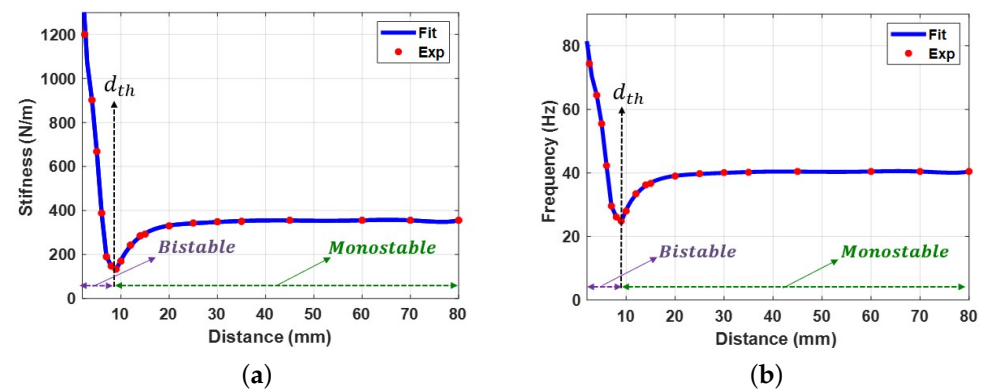 (a)
Stiffness (N/m)
1200
1000
800
600
400
200
0
10
20
30
40
50
60
70
80
Distance (mm)
Fit
Exp
d_th
Bistable
Monostable
(b)
Frequency (Hz)
80
60
40
20
0
10
20
30
40
50
60
70
80
Distance (mm)
Fit
Exp
d_th
Bistable
Monostable